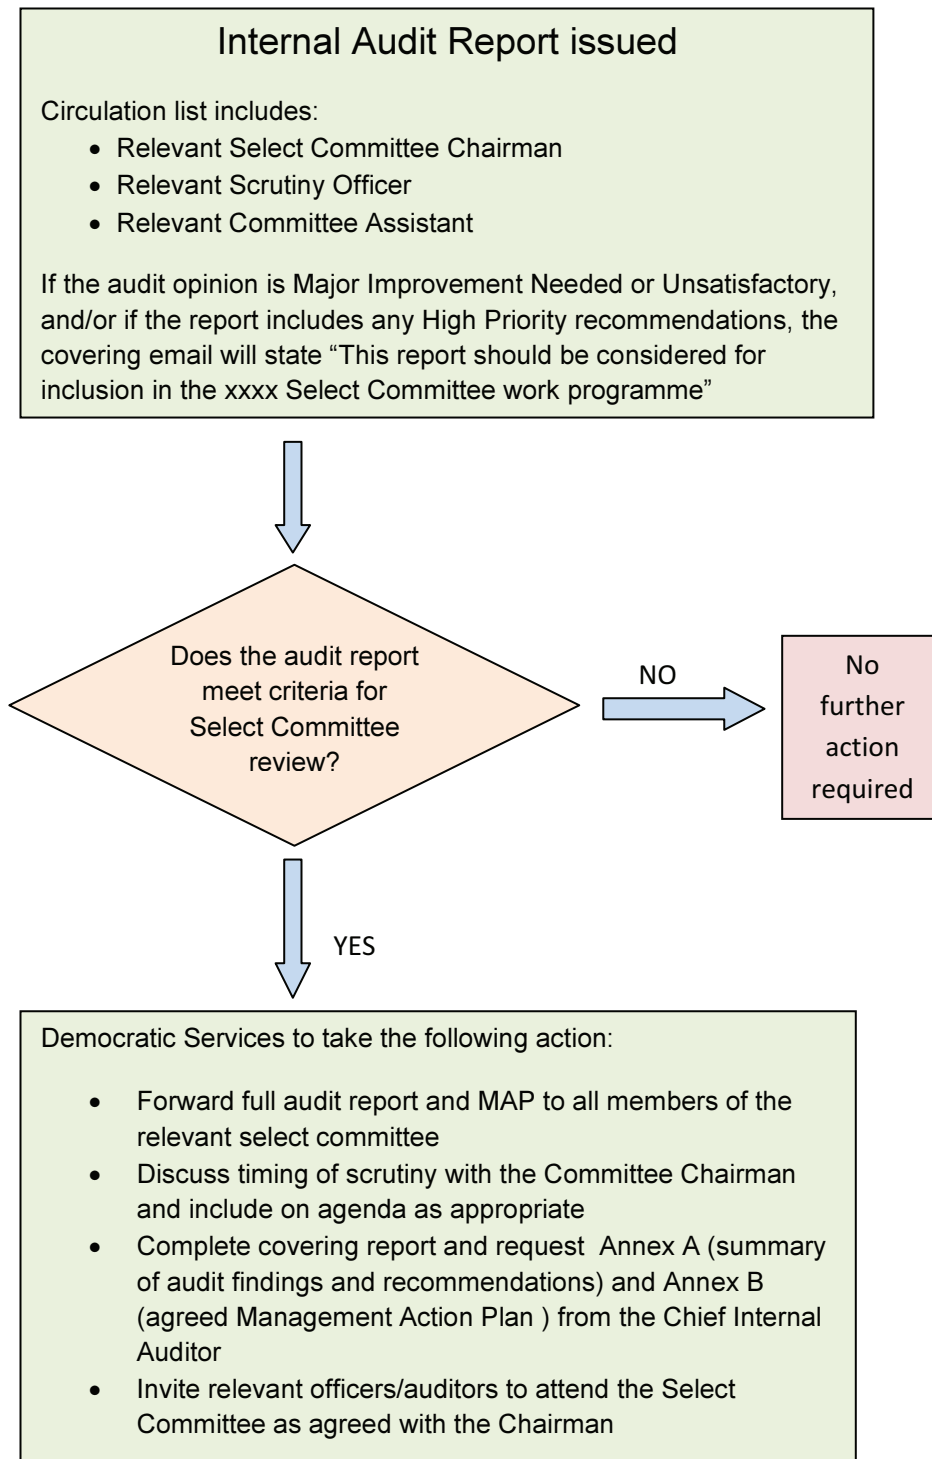 Internal Audit Report issued
Circulation list includes:
• Relevant Select Committee Chairman
• Relevant Scrutiny Officer
• Relevant Committee Assistant
If the audit opinion is Major Improvement Needed or Unsatisfactory,
and/or if the report includes any High Priority recommendations, the
covering email will state “This report should be considered for
inclusion in the xxxx Select Committee work programme”
Does the audit report
meet criteria for
Select Committee
review?
NO
No
further
action
required
YES
Democratic Services to take the following action:
• Forward full audit report and MAP to all members of the
relevant select committee
• Discuss timing of scrutiny with the Committee Chairman
and include on agenda as appropriate
• Complete covering report and request Annex A (summary
of audit findings and recommendations) and Annex B
(agreed Management Action Plan ) from the Chief Internal
Auditor
• Invite relevant officers/auditors to attend the Select
Committee as agreed with the Chairman